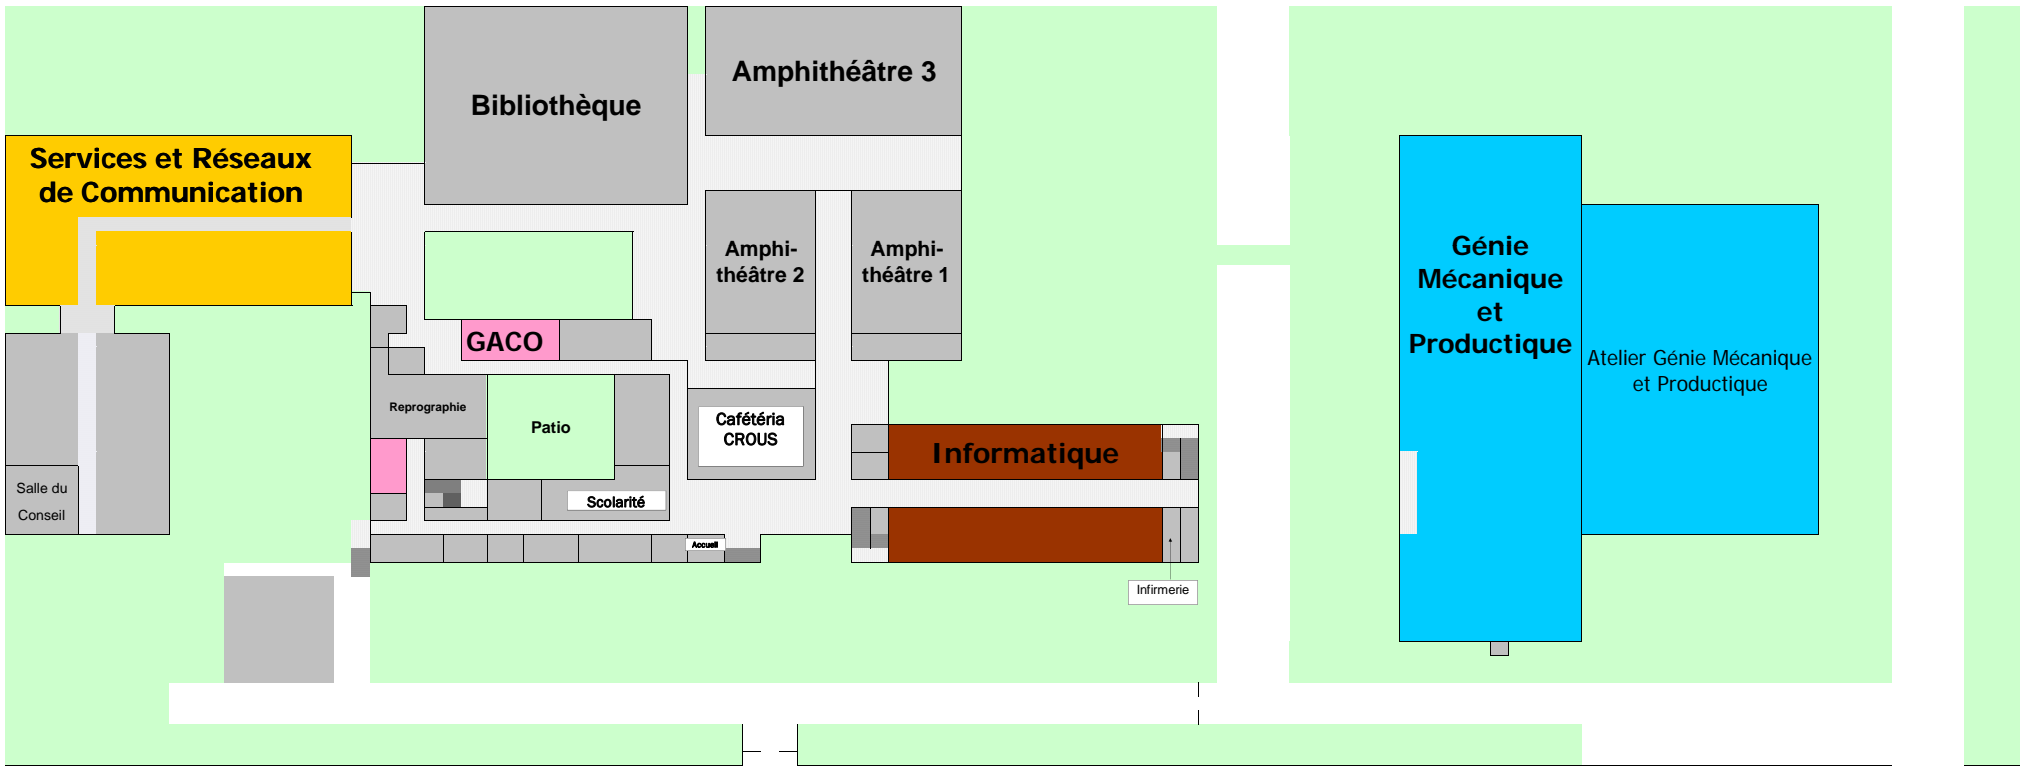 Bibliothèque
Amphithéâtre 3
Services et Réseaux
de Communication
Amphi-
théâtre 2
Amphi-
théâtre 1
GACO
Génie
Mécanique
et
Productique
Atelier Génie Mécanique
et Productique
Reprographie
Patio
Cafétéria
CROUS
Informatique
Salle du
Conseil
Scolarité
Accueil
Infirmerie